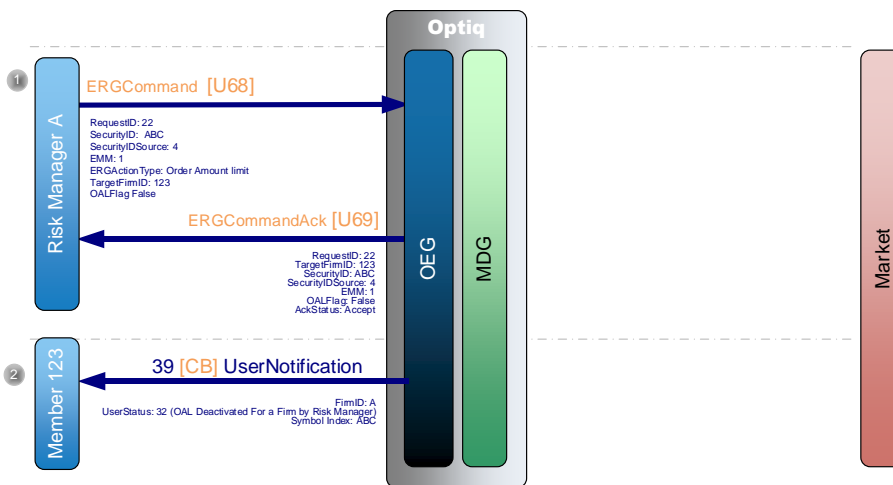 Optiq
1
Risk Manager A
ERGCommand [U68]
RequestID: 22
SecurityID: ABC
SecurityIDSource: 4
EMM: 1
ERGActionType: Order Amount limit
TargetFirmID: 123
OALFlag False
ERGCommandAck [U69]
RequestID: 22
TargetFirmID: 123
SecurityID: ABC
SecurityIDSource: 4
EMM: 1
OALFlag: False
AckStatus: Accept
OEG
MDG
Market
2
Member 123
39 [CB] UserNotification
FirmID: A
UserStatus: 32 (OAL Deactivated For a Firm by Risk Manager)
Symbol Index: ABC